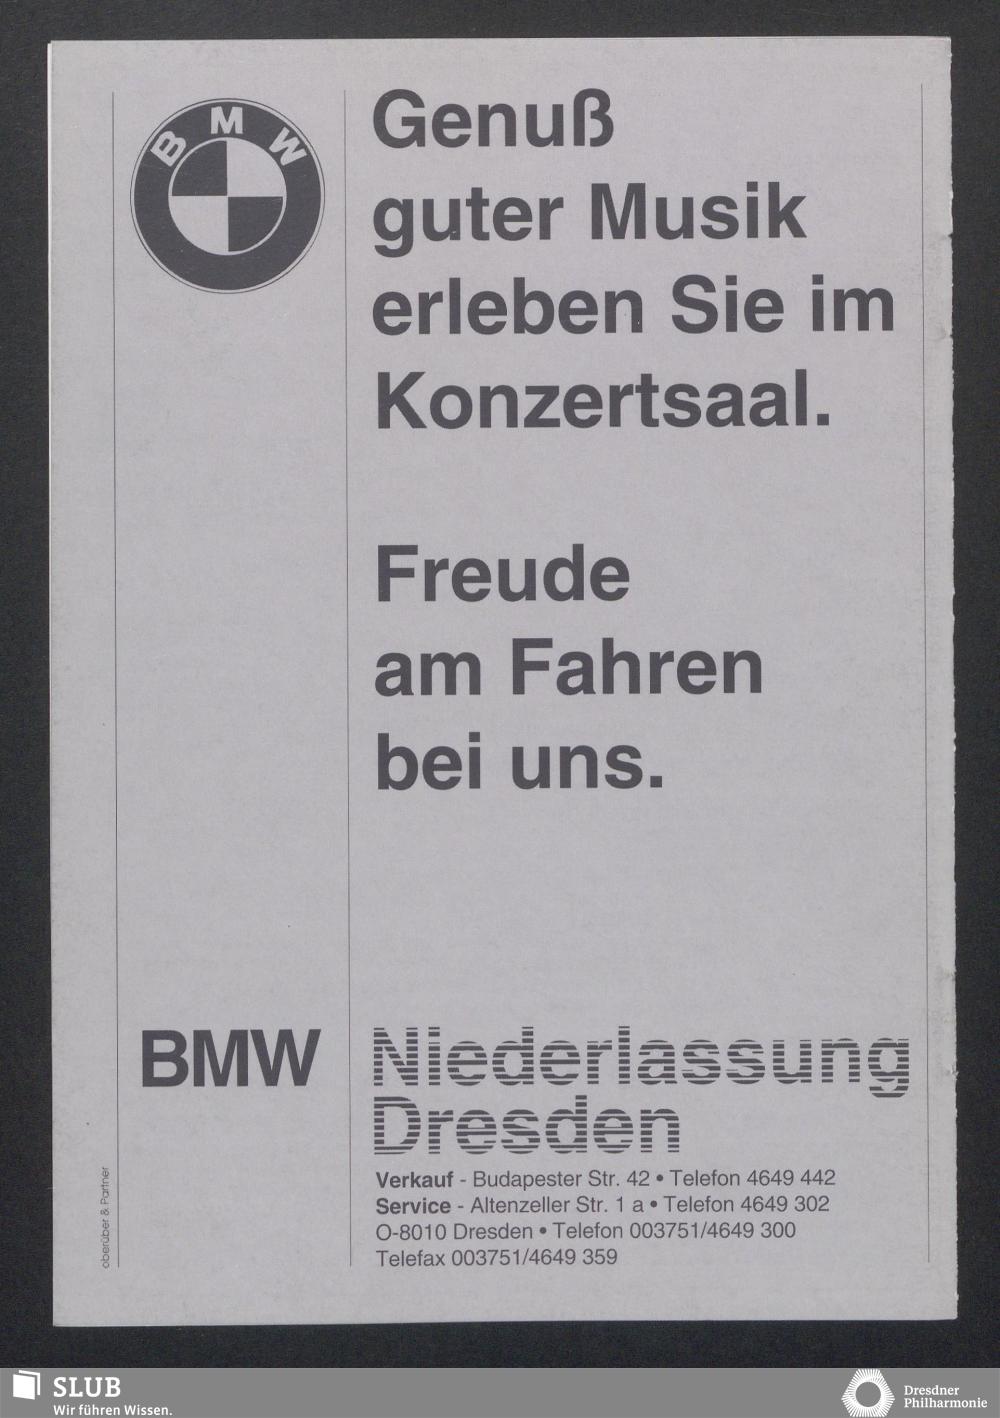 BMW
Genuß
guter Musik
erleben Sie im
Konzertsaal.
Freude
am Fahren
bei uns.
BMW
Niederlassung
Dresden
Verkauf - Budapester Str. 42 • Telefon 4649 442
Service - Altenzeller Str. 1 a • Telefon 4649 302
O-8010 Dresden • Telefon 003751/4649 300
Telefax 003751/4649 359
oberüber & Partner
SLUB
Wir führen Wissen.
Dresdner
Philharmonie